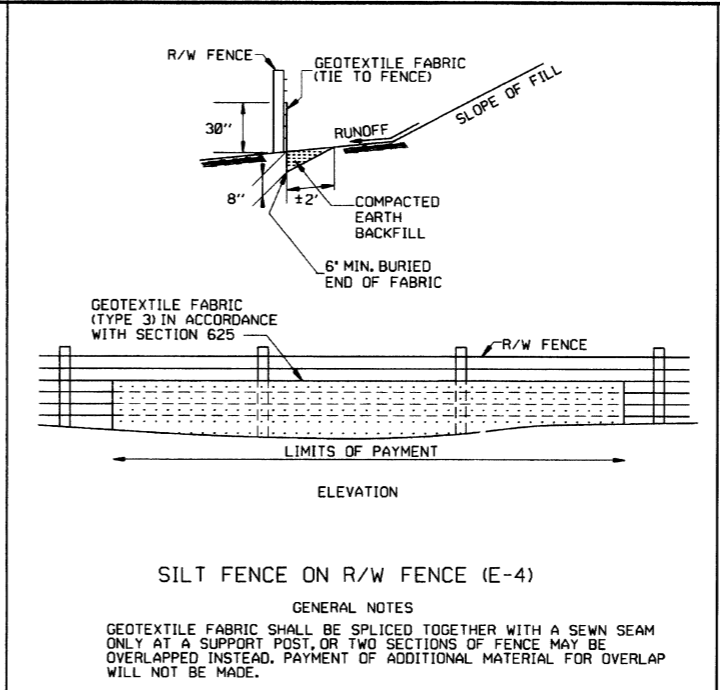 R/W FENCE
GEOTEXTILE FABRIC
(TIE TO FENCE)
SLOPE OF FILL
30"
RUNOFF
8"
±2'
COMPACTED
EARTH
BACKFILL
6" MIN. BURIED
END OF FABRIC
GEOTEXTILE FABRIC
(TYPE 3) IN ACCORDANCE
WITH SECTION 625
R/W FENCE
LIMITS OF PAYMENT
ELEVATION
SILT FENCE ON R/W FENCE (E-4)
GENERAL NOTES
GEOTEXTILE FABRIC SHALL BE SPLICED TOGETHER WITH A SEWN SEAM
ONLY AT A SUPPORT POST, OR TWO SECTIONS OF FENCE MAY BE
OVERLAPPED INSTEAD. PAYMENT OF ADDITIONAL MATERIAL FOR OVERLAP
WILL NOT BE MADE.